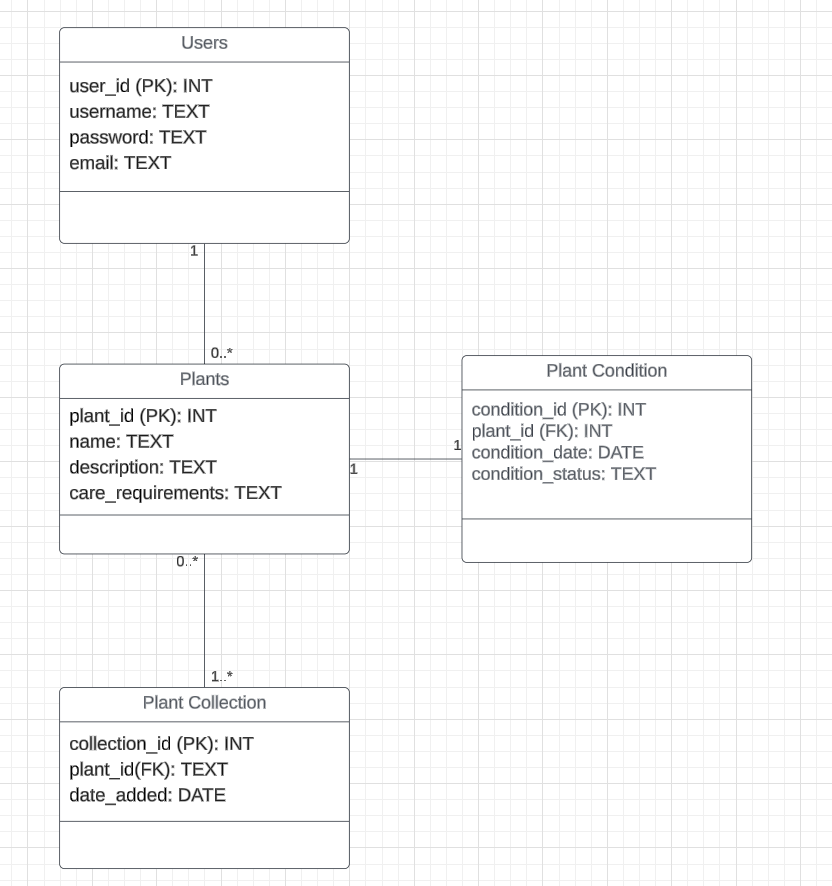 Users
user_id (PK): INT
username: TEXT
password: TEXT
email: TEXT
1
0..*
Plants
plant_id (PK): INT
name: TEXT
description: TEXT
care_requirements: TEXT
1
1
Plant Condition
condition_id (PK): INT
plant_id (FK): INT
condition_date: DATE
condition_status: TEXT
0..*
1..*
Plant Collection
collection_id (PK): INT
plant_id(FK): TEXT
date_added: DATE